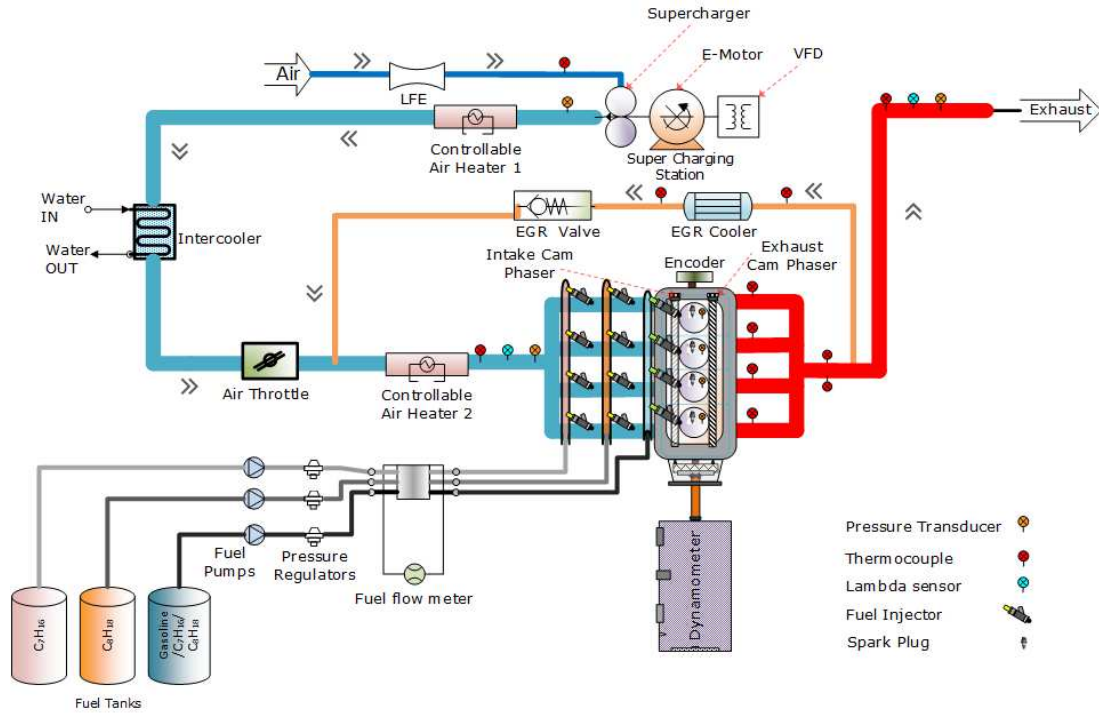 Supercharger
E-Motor
VFD
Air
LFE
Exhaust
Controllable
Air Heater 1
Super Charging
Station
Water
IN
Intercooler
Water
OUT
EGR Valve
EGR Cooler
Intake Cam
Phaser
Encoder
Exhaust
Cam Phaser
Air Throttle
Controllable
Air Heater 2
Fuel
Pumps
Pressure
Regulators
Fuel flow meter
Dynamometer
Pressure Transducer
Thermocouple
Lambda sensor
Fuel Injector
Spark Plug
C₇H₁₆
C₈H₁₈
Gasoline
/C₇H₁₆/
C₈H₁₈
Fuel Tanks